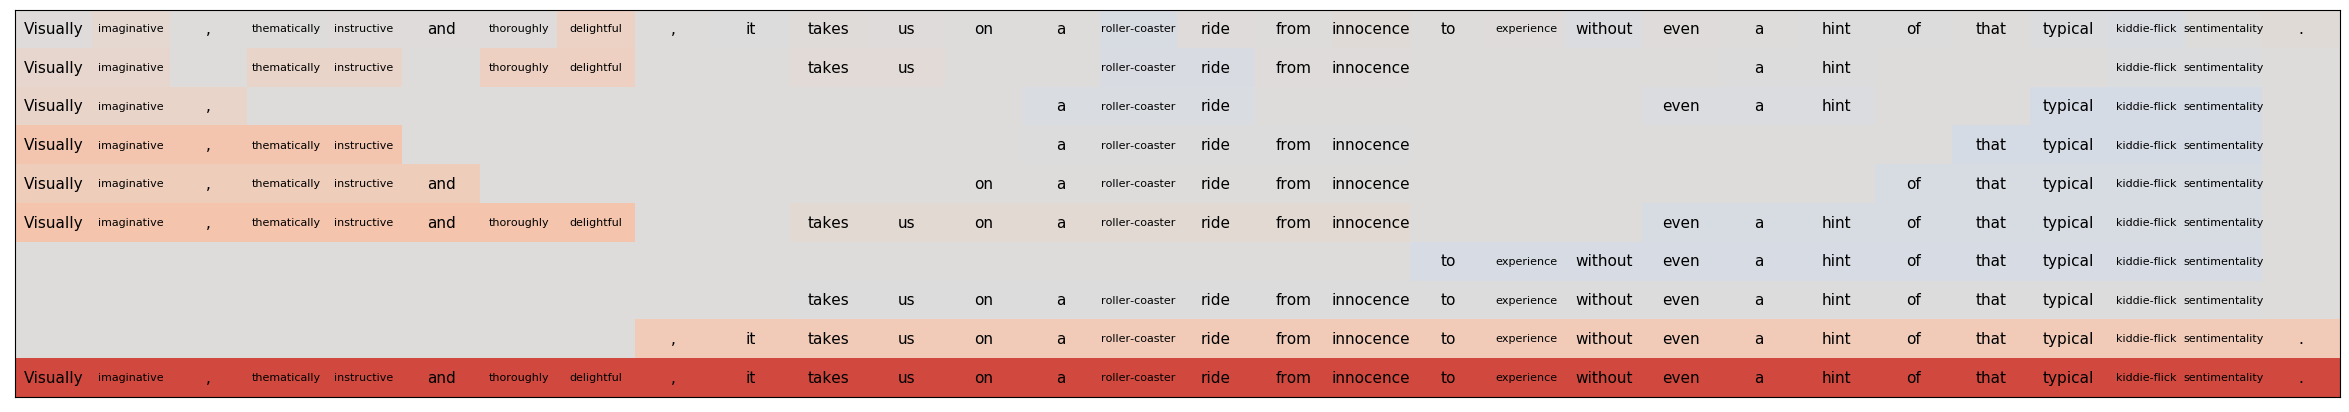 Visually imaginative , thematically instructive and thoroughly delightful , it takes us on a roller-coaster ride from innocence to experience without even a hint of that typical kiddie-flick sentimentality .
Visually imaginative thematically instructive thoroughly delightful takes us roller-coaster ride from innocence a hint kiddie-flick sentimentality
Visually imaginative , a roller-coaster ride even a hint typical kiddie-flick sentimentality
Visually imaginative , thematically instructive a roller-coaster ride from innocence that typical kiddie-flick sentimentality
Visually imaginative , thematically instructive and on a roller-coaster ride from innocence of that typical kiddie-flick sentimentality
Visually imaginative , thematically instructive and thoroughly delightful takes us on a roller-coaster ride from innocence even a hint of that typical kiddie-flick sentimentality
to experience without even a hint of that typical kiddie-flick sentimentality
takes us on a roller-coaster ride from innocence to experience without even a hint of that typical kiddie-flick sentimentality
, it takes us on a roller-coaster ride from innocence to experience without even a hint of that typical kiddie-flick sentimentality .
Visually imaginative , thematically instructive and thoroughly delightful , it takes us on a roller-coaster ride from innocence to experience without even a hint of that typical kiddie-flick sentimentality .